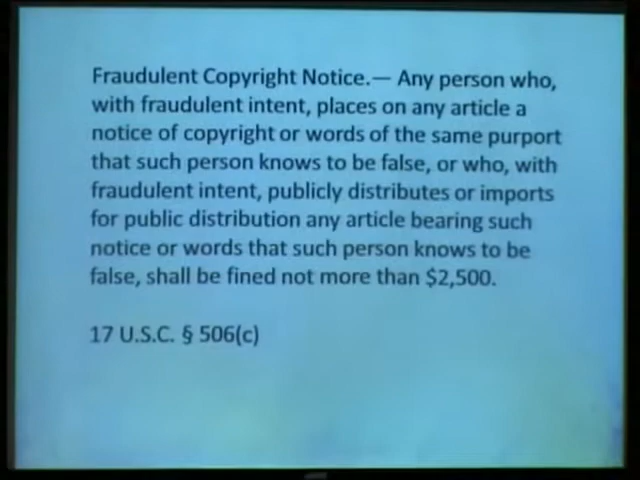 Fraudulent Copyright Notice.— Any person who,
with fraudulent intent, places on any article a
notice of copyright or words of the same purport
that such person knows to be false, or who, with
fraudulent intent, publicly distributes or imports
for public distribution any article bearing such
notice or words that such person knows to be
false, shall be fined not more than $2,500.
17 U.S.C. § 506(c)